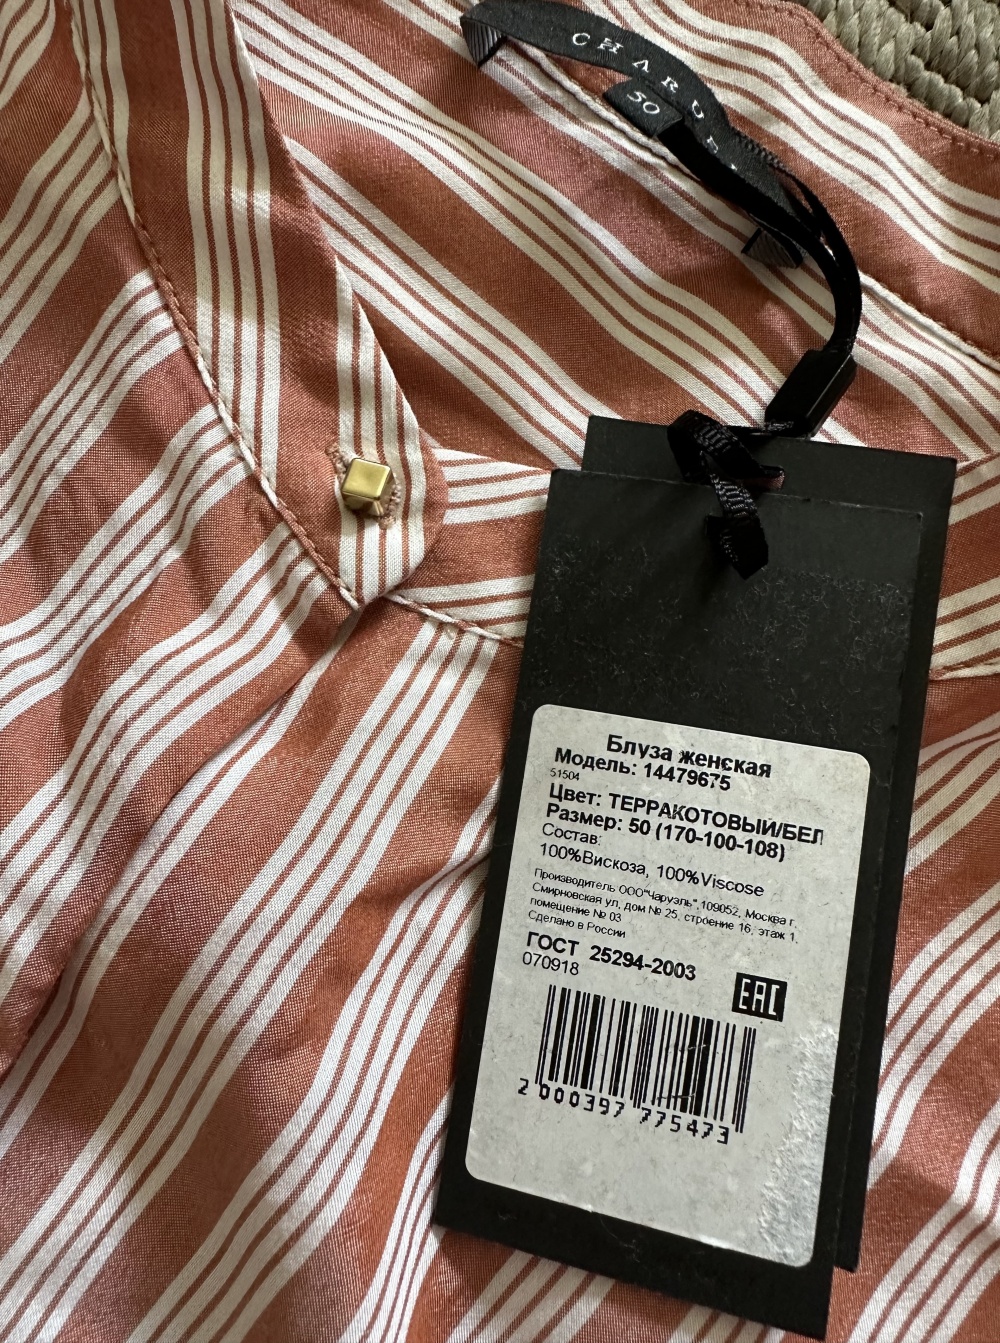 CHARUEL
50
Блуза женская
Модель: 14479675
51504
Цвет: ТЕРРАКОТОВЫЙ/БЕЛ
Размер: 50 (170-100-108)
Состав:
100%Вискоза, 100%Viscose
Производитель ООО"Чаруэль",109052, Москва г,
Смирновская ул, дом № 25, строение 16, этаж 1,
помещение № 03
Сделано в России
ГОСТ 25294-2003
070918
EAC
2 000397 775473